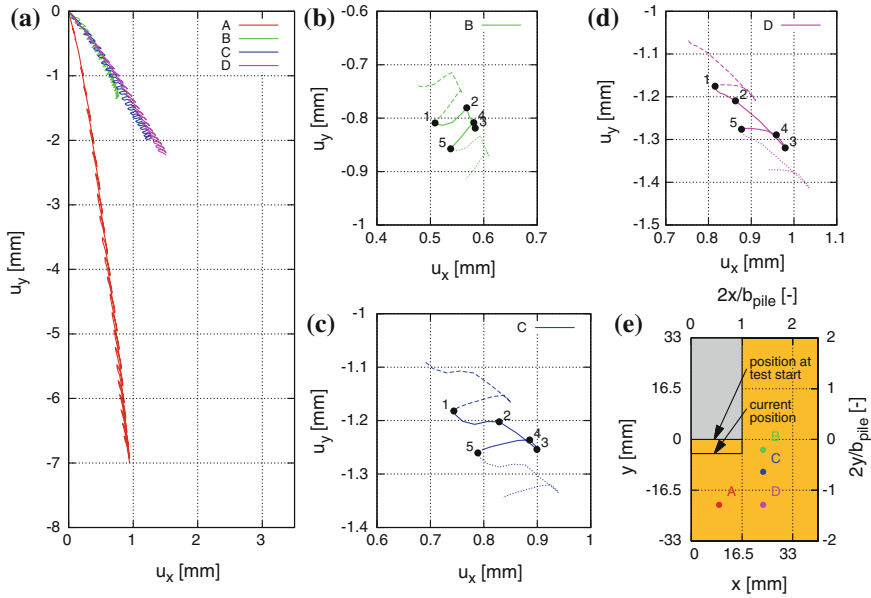 (a)
0
-1
-2
-3
-4
-5
-6
-7
-8
u_y [mm]
0 1 2 3
u_x [mm]
A
B
C
D
(b)
-0.6
-0.7
-0.8
-0.9
-1
u_y [mm]
0.4 0.5 0.6 0.7
u_x [mm]
B
1
2
4
3
5
(c)
-1
-1.1
-1.2
-1.3
-1.4
u_y [mm]
0.6 0.7 0.8 0.9 1
u_x [mm]
C
1
2
4
3
5
(d)
-1
-1.1
-1.2
-1.3
-1.4
-1.5
u_y [mm]
0.7 0.8 0.9 1 1.1
u_x [mm]
D
1
2
5
4
3
(e)
2x/b_pile [-]
0 1 2
33
16.5
0
-16.5
-33
y [mm]
2
1
0
-1
-2
2y/b_pile [-]
position at
test start
current
position
B
C
A
D
0 16.5 33
x [mm]